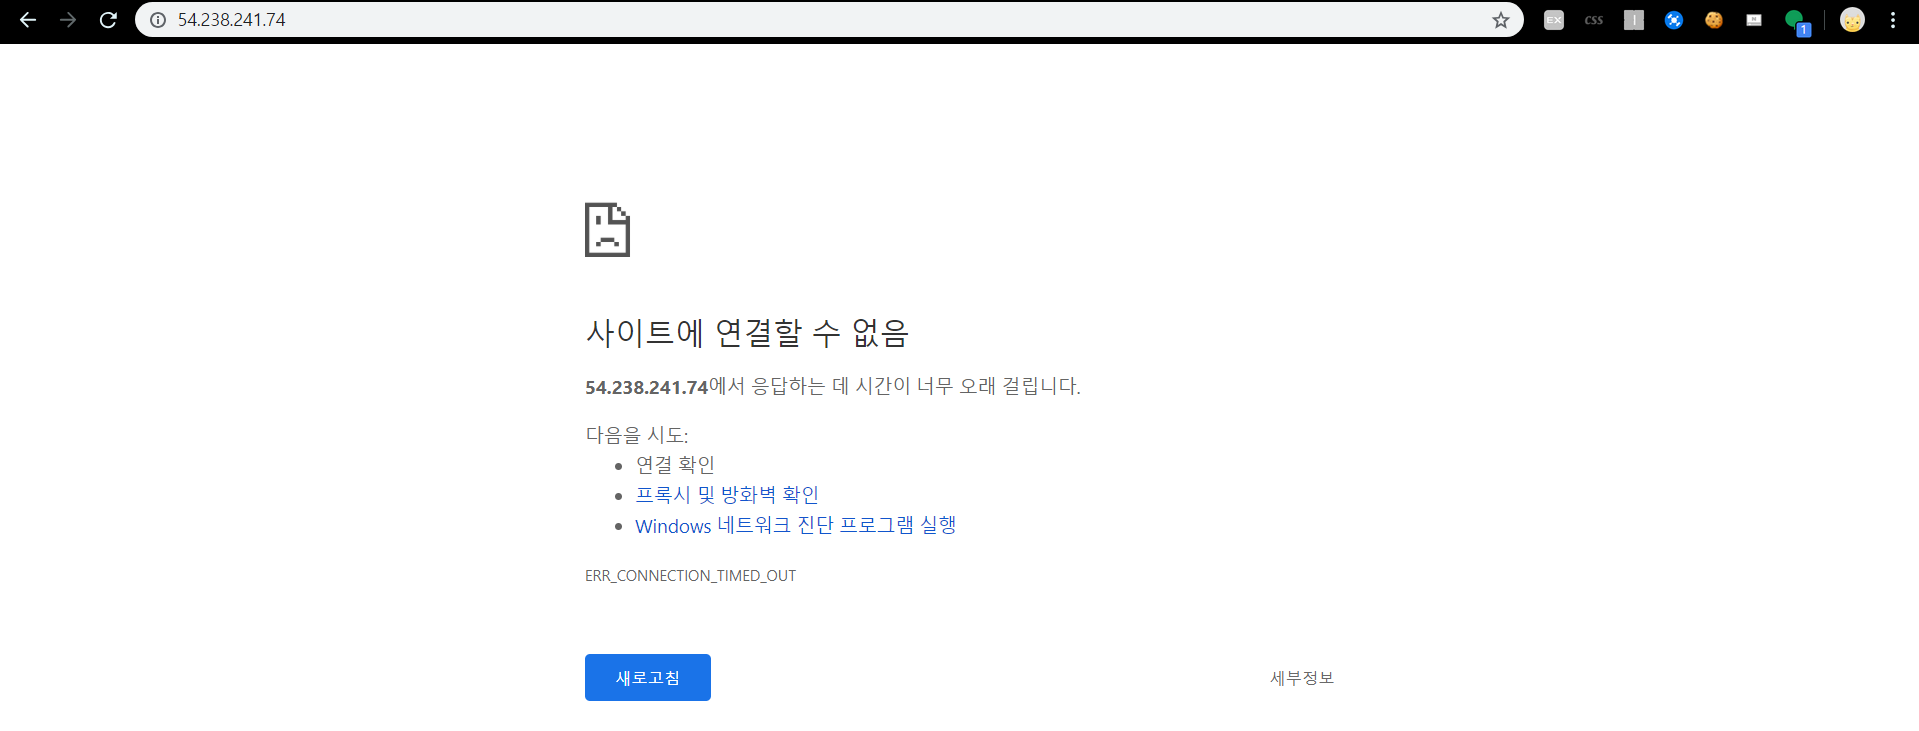 54.238.241.74
EX
CSS
1
사이트에 연결할 수 없음
54.238.241.74에서 응답하는 데 시간이 너무 오래 걸립니다.
다음을 시도:
연결 확인
프록시 및 방화벽 확인
Windows 네트워크 진단 프로그램 실행
ERR_CONNECTION_TIMED_OUT
새로고침
세부정보